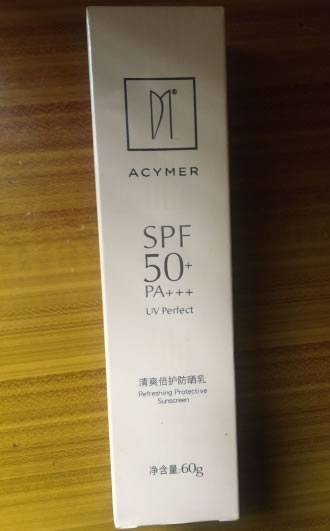 ACYMER
SPF
50+
PA+++
UV Perfect
清爽倍护防晒乳
Refreshing Protective
Sunscreen
净含量:60g